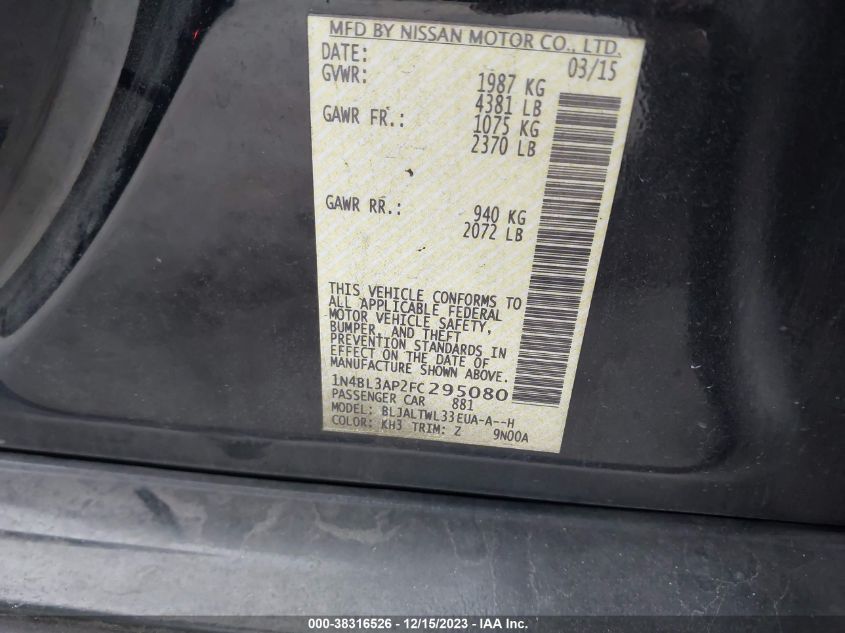 MFD BY NISSAN MOTOR CO., LTD.
DATE: 03/15
GVWR: 1987 KG
4381 LB
GAWR FR.: 1075 KG
2370 LB
GAWR RR.: 940 KG
2072 LB
THIS VEHICLE CONFORMS TO
ALL APPLICABLE FEDERAL
MOTOR VEHICLE SAFETY,
BUMPER, AND THEFT
PREVENTION STANDARDS IN
EFFECT ON THE DATE OF
MANUFACTURE SHOWN ABOVE.
1N4BL3AP2FC295080
PASSENGER CAR 881
MODEL: BLJALTWL33EUA-A--H
COLOR: KH3 TRIM: Z 9N00A
000-38316526 - 12/15/2023 - IAA Inc.